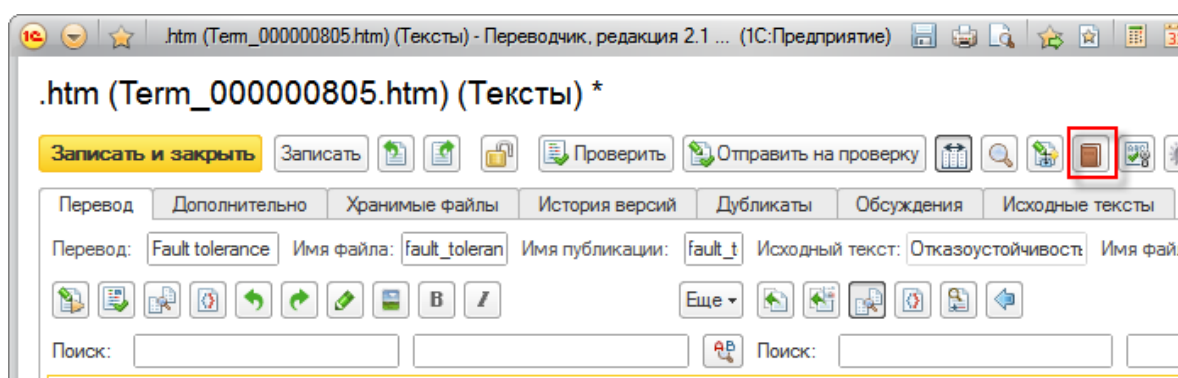 .htm (Term_000000805.htm) (Тексты) - Переводчик, редакция 2.1 ... (1С:Предприятие)
.htm (Term_000000805.htm) (Тексты) *
Записать и закрыть Записать Проверить Отправить на проверку
Перевод Дополнительно Хранимые файлы История версий Дубликаты Обсуждения Исходные тексты
Перевод: Fault tolerance Имя файла: fault_toleran Имя публикации: fault_t Исходный текст: Отказоустойчивость Имя фай
B I Еще
Поиск: Поиск: